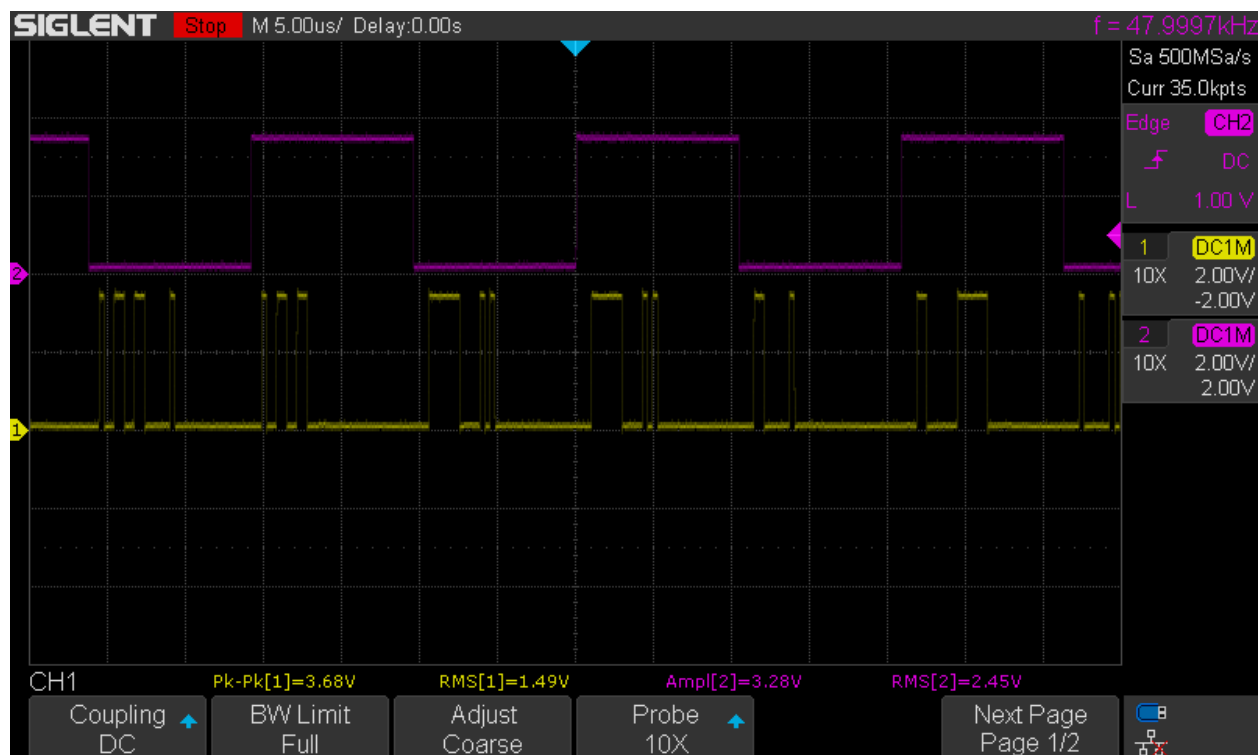 SIGLENT Stop M 5.00us/ Delay:0.00s f = 47.9997kHz
Sa 500MSa/s
Curr 35.0kpts
Edge CH2
DC
L 1.00 V
1 DC1M
10X 2.00V/
-2.00V
2 DC1M
10X 2.00V/
2.00V
2
1
CH1 Pk-Pk[1]=3.68V RMS[1]=1.49V Ampl[2]=3.28V RMS[2]=2.45V
Coupling BW Limit Adjust Probe Next Page
DC Full Coarse 10X Page 1/2